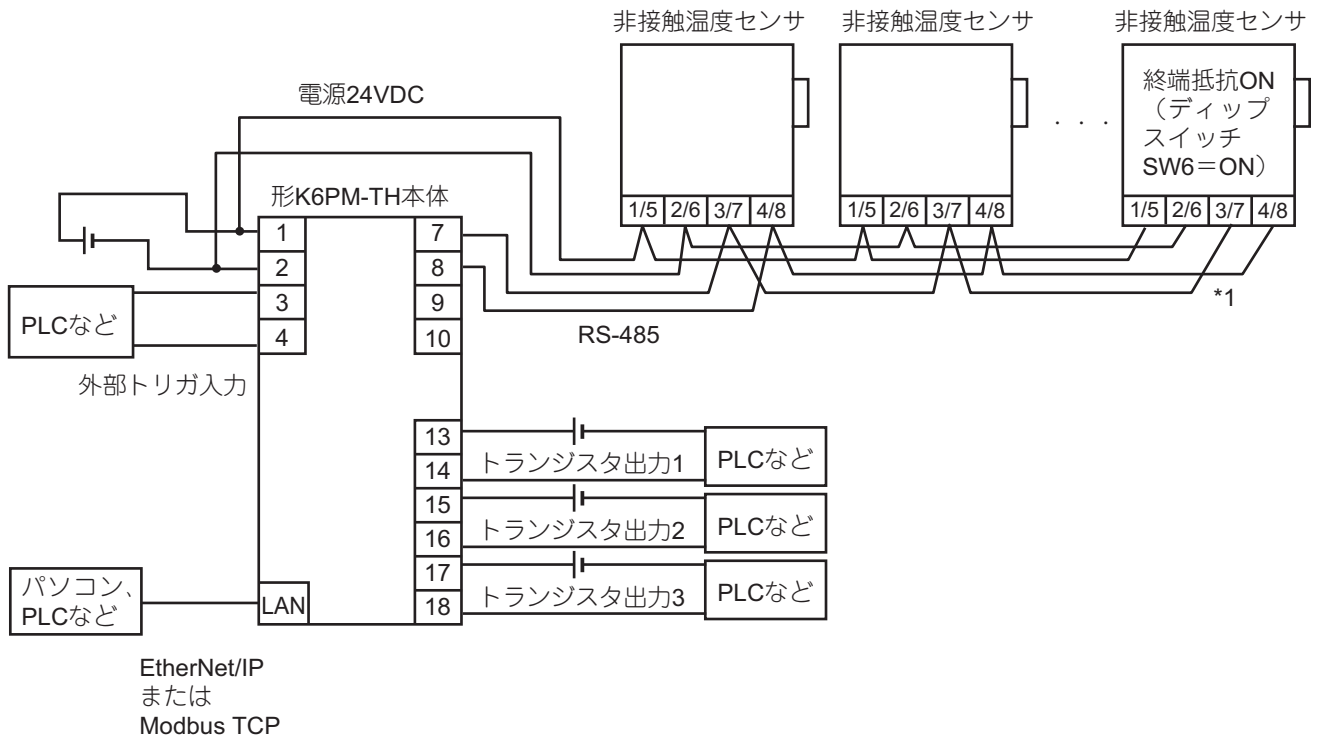 非接触温度センサ
非接触温度センサ
非接触温度センサ
電源24VDC
終端抵抗ON
（ディップ
スイッチ
SW6＝ON）
形K6PM-TH本体
1/5 2/6 3/7 4/8
1/5 2/6 3/7 4/8
1/5 2/6 3/7 4/8
. . .
1
2
3
4
7
8
9
10
PLCなど
外部トリガ入力
RS-485
*1
13
14
15
16
17
18
トランジスタ出力1
PLCなど
トランジスタ出力2
PLCなど
トランジスタ出力3
PLCなど
パソコン、
PLCなど
LAN
EtherNet/IP
または
Modbus TCP